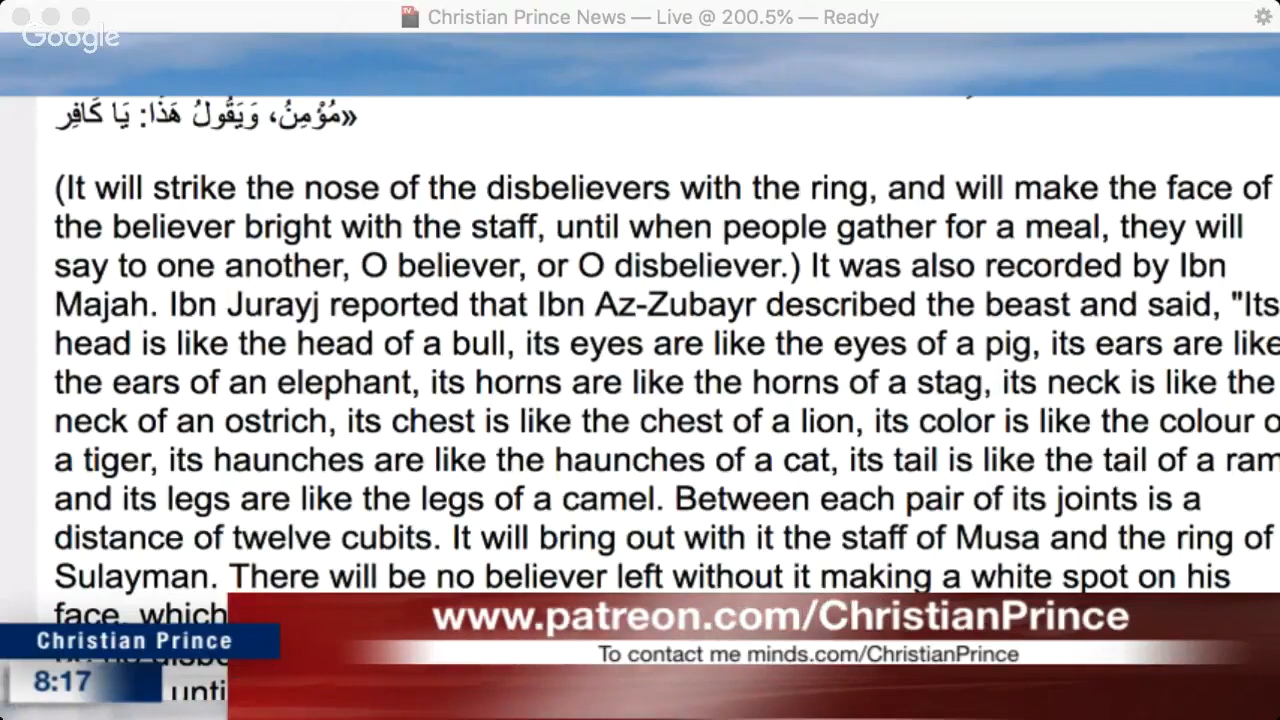 Christian Prince News — Live @ 200.5% — Ready
Google
مُؤْمِنُ، وَيَقُولُ هَذَا: يَا كَافِر»
(It will strike the nose of the disbelievers with the ring, and will make the face of
the believer bright with the staff, until when people gather for a meal, they will
say to one another, O believer, or O disbeliever.) It was also recorded by Ibn
Majah. Ibn Jurayj reported that Ibn Az-Zubayr described the beast and said, "Its
head is like the head of a bull, its eyes are like the eyes of a pig, its ears are like
the ears of an elephant, its horns are like the horns of a stag, its neck is like the
neck of an ostrich, its chest is like the chest of a lion, its color is like the colour
a tiger, its haunches are like the haunches of a cat, its tail is like the tail of a ram
and its legs are like the legs of a camel. Between each pair of its joints is a
distance of twelve cubits. It will bring out with it the staff of Musa and the ring of
Sulayman. There will be no believer left without it making a white spot on his
face, which
www.patreon.com/ChristianPrince
To contact me minds.com/ChristianPrince
Christian Prince
8:17